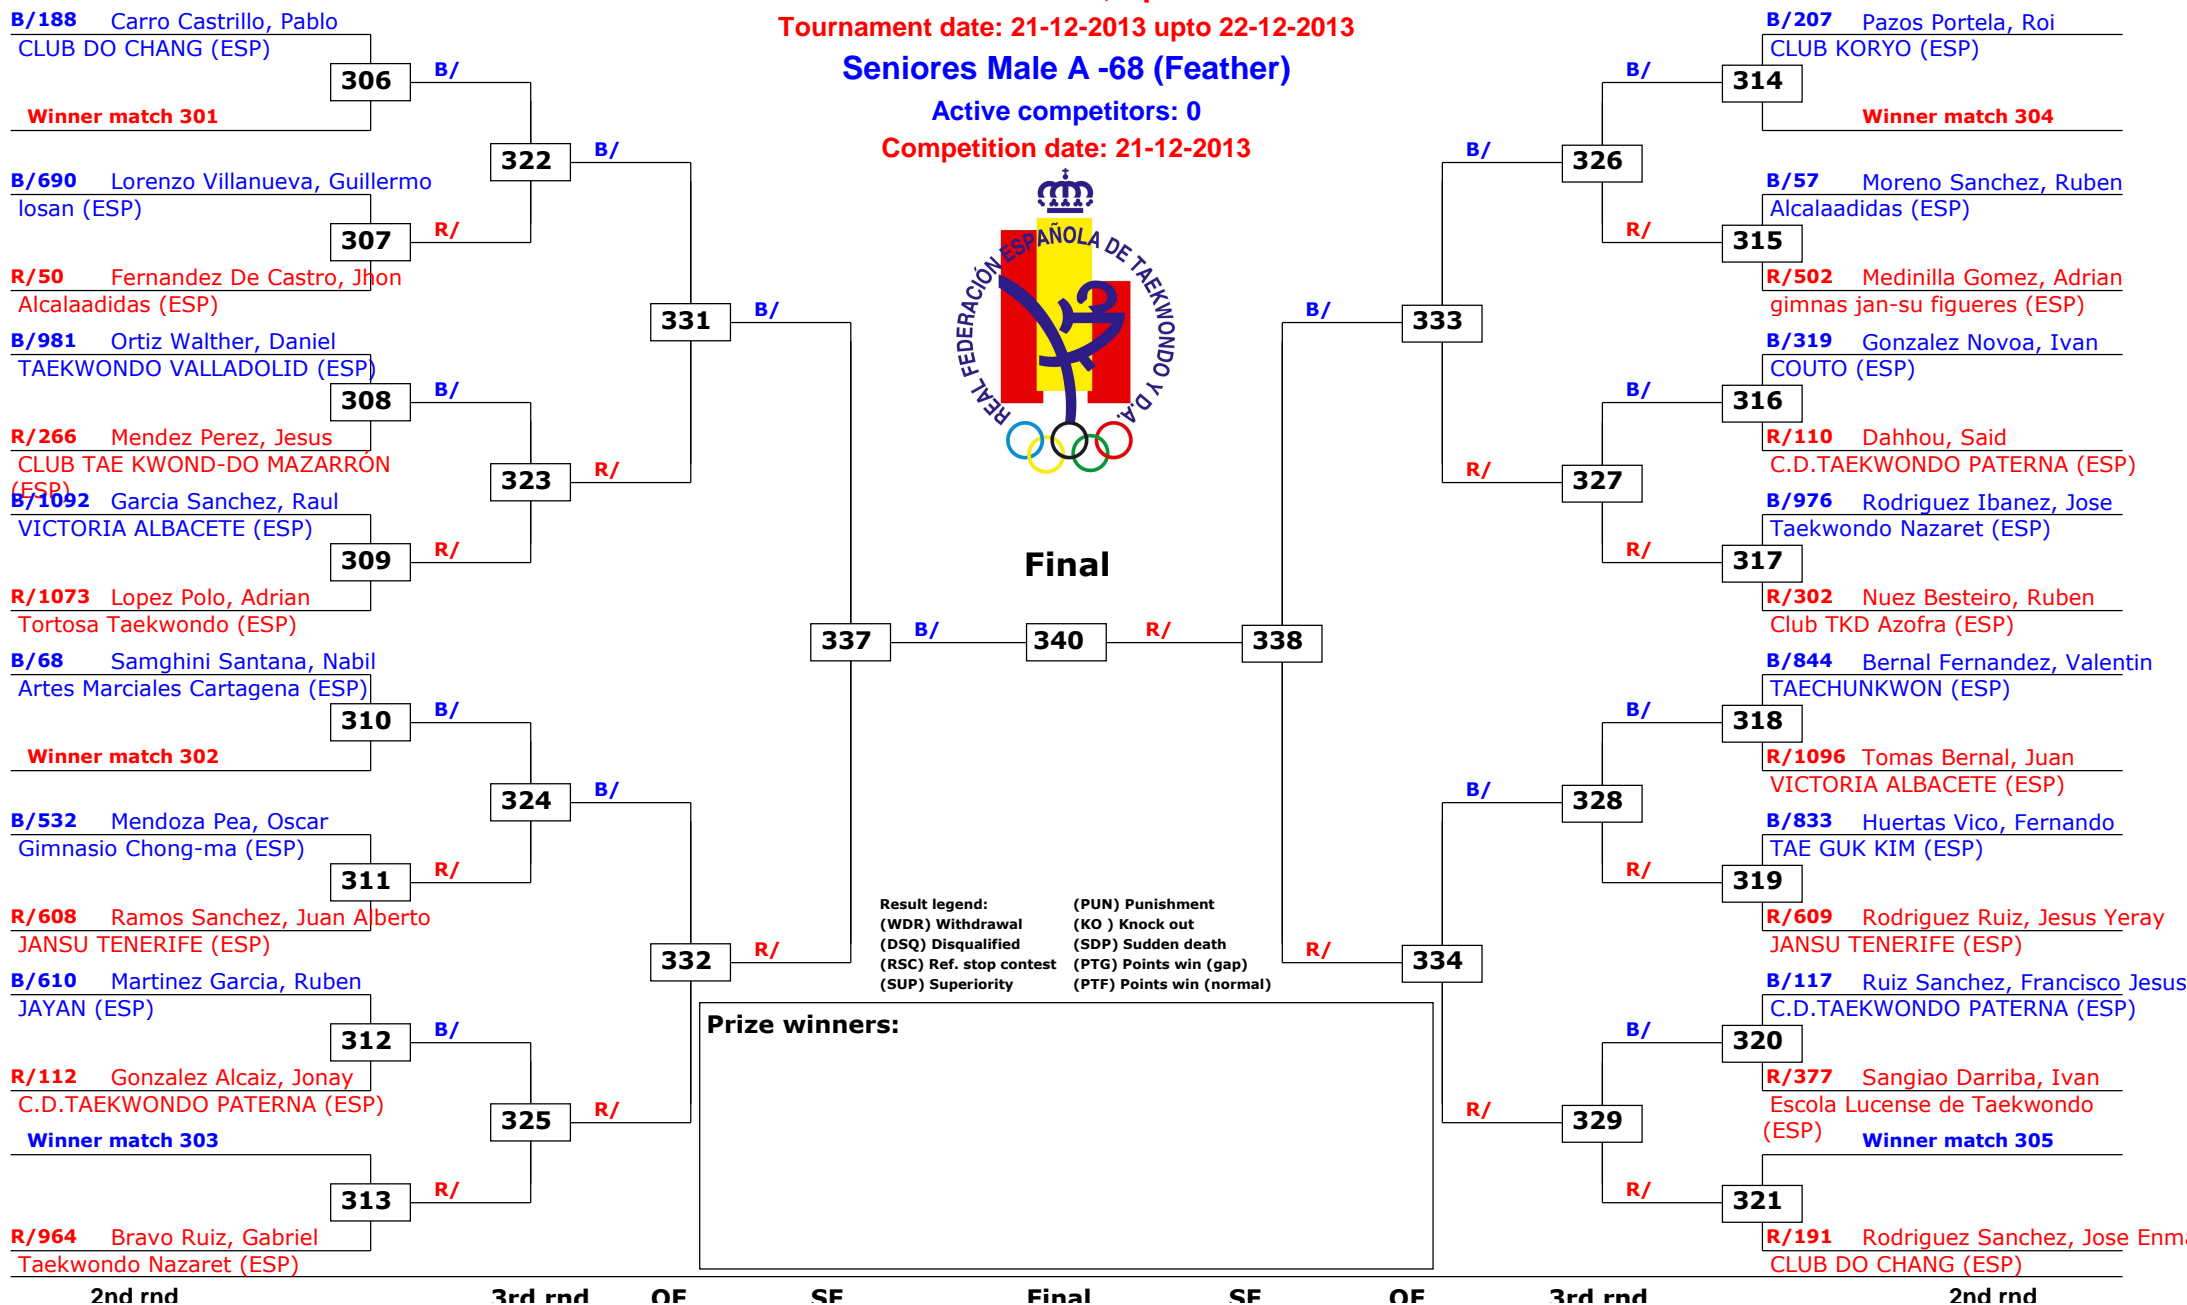 Tournament date: 21-12-2013 upto 22-12-2013
Seniores Male A -68 (Feather)
Active competitors: 0
Competition date: 21-12-2013
REAL FEDERACIÓN ESPAÑOLA DE TAEKWONDO Y D.A.
B/188 Carro Castrillo, Pablo
CLUB DO CHANG (ESP)
306
B/
Winner match 301
322
B/
B/690 Lorenzo Villanueva, Guillermo
losan (ESP)
307
R/
R/50 Fernandez De Castro, Jhon
Alcalaadidas (ESP)
331
B/
B/981 Ortiz Walther, Daniel
TAEKWONDO VALLADOLID (ESP)
308
B/
R/266 Mendez Perez, Jesus
CLUB TAE KWOND-DO MAZARRÓN
(ESP)
323
R/
B/1092 Garcia Sanchez, Raul
VICTORIA ALBACETE (ESP)
309
R/
R/1073 Lopez Polo, Adrian
Tortosa Taekwondo (ESP)
337
B/
B/68 Samghini Santana, Nabil
Artes Marciales Cartagena (ESP)
310
B/
Winner match 302
324
B/
B/532 Mendoza Pea, Oscar
Gimnasio Chong-ma (ESP)
311
R/
R/608 Ramos Sanchez, Juan Alberto
JANSU TENERIFE (ESP)
332
R/
B/610 Martinez Garcia, Ruben
JAYAN (ESP)
312
B/
R/112 Gonzalez Alcaiz, Jonay
C.D.TAEKWONDO PATERNA (ESP)
325
R/
Winner match 303
313
R/
R/964 Bravo Ruiz, Gabriel
Taekwondo Nazaret (ESP)
Final
340
R/
338
B/207 Pazos Portela, Roi
CLUB KORYO (ESP)
B/
314
Winner match 304
B/
326
B/57 Moreno Sanchez, Ruben
Alcalaadidas (ESP)
R/
315
R/502 Medinilla Gomez, Adrian
gimnas jan-su figueres (ESP)
B/
333
B/319 Gonzalez Novoa, Ivan
COUTO (ESP)
B/
316
R/110 Dahhou, Said
C.D.TAEKWONDO PATERNA (ESP)
R/
327
B/976 Rodriguez Ibanez, Jose
Taekwondo Nazaret (ESP)
R/
317
R/302 Nuez Besteiro, Ruben
Club TKD Azofra (ESP)
B/844 Bernal Fernandez, Valentin
TAECHUNKWON (ESP)
B/
318
R/1096 Tomas Bernal, Juan
VICTORIA ALBACETE (ESP)
B/
328
B/833 Huertas Vico, Fernando
TAE GUK KIM (ESP)
R/
319
R/609 Rodriguez Ruiz, Jesus Yeray
JANSU TENERIFE (ESP)
R/
334
B/117 Ruiz Sanchez, Francisco Jesus
C.D.TAEKWONDO PATERNA (ESP)
B/
320
R/377 Sangiao Darriba, Ivan
Escola Lucense de Taekwondo
(ESP)
R/
329
Winner match 305
R/
321
R/191 Rodriguez Sanchez, Jose Enma
CLUB DO CHANG (ESP)
Result legend: (PUN) Punishment
(WDR) Withdrawal (KO ) Knock out
(DSQ) Disqualified (SDP) Sudden death
(RSC) Ref. stop contest (PTG) Points win (gap)
(SUP) Superiority (PTF) Points win (normal)
Prize winners:
2nd rnd 3rd rnd QF SF Final SF QF 3rd rnd 2nd rnd